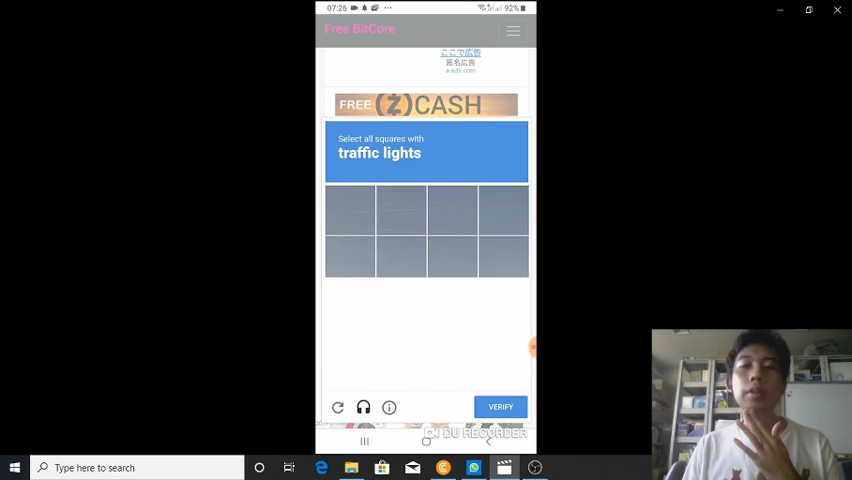 07:26
92%
Free BitCore
ここで広告
匿名広告
a-ads.com
FREE ⓩCASH
Select all squares with
traffic lights
VERIFY
DU RECORDER
Type here to search